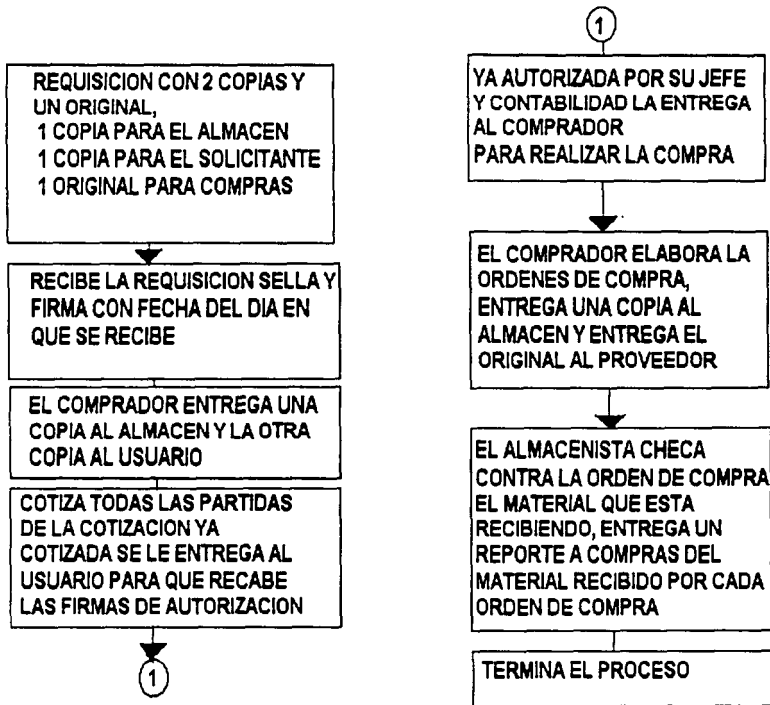 REQUISICION CON 2 COPIAS Y
UN ORIGINAL,
1 COPIA PARA EL ALMACEN
1 COPIA PARA EL SOLICITANTE
1 ORIGINAL PARA COMPRAS
RECIBE LA REQUISICION SELLA Y
FIRMA CON FECHA DEL DIA EN
QUE SE RECIBE
EL COMPRADOR ENTREGA UNA
COPIA AL ALMACEN Y LA OTRA
COPIA AL USUARIO
COTIZA TODAS LAS PARTIDAS
DE LA COTIZACION YA
COTIZADA SE LE ENTREGA AL
USUARIO PARA QUE RECABE
LAS FIRMAS DE AUTORIZACION
1
1
YA AUTORIZADA POR SU JEFE
Y CONTABILIDAD LA ENTREGA
AL COMPRADOR
PARA REALIZAR LA COMPRA
EL COMPRADOR ELABORA LA
ORDENES DE COMPRA,
ENTREGA UNA COPIA AL
ALMACEN Y ENTREGA EL
ORIGINAL AL PROVEEDOR
EL ALMACENISTA CHECA
CONTRA LA ORDEN DE COMPRA
EL MATERIAL QUE ESTA
RECIBIENDO, ENTREGA UN
REPORTE A COMPRAS DEL
MATERIAL RECIBIDO POR CADA
ORDEN DE COMPRA
TERMINA EL PROCESO